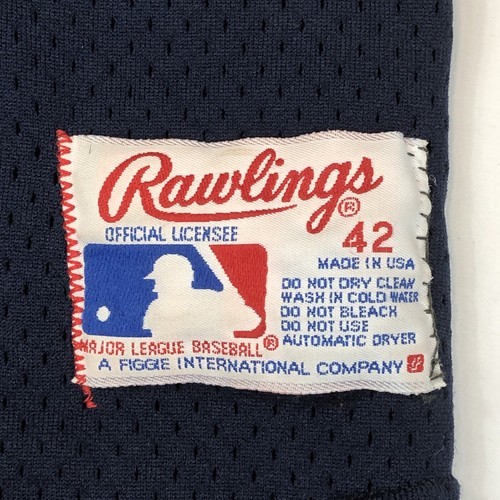 Rawlings®
OFFICIAL LICENSEE
42
MADE IN USA
DO NOT DRY CLEAN
WASH IN COLD WATER
DO NOT BLEACH
DO NOT USE
AUTOMATIC DRYER
MAJOR LEAGUE BASEBALL®
A FIGGIE INTERNATIONAL COMPANY